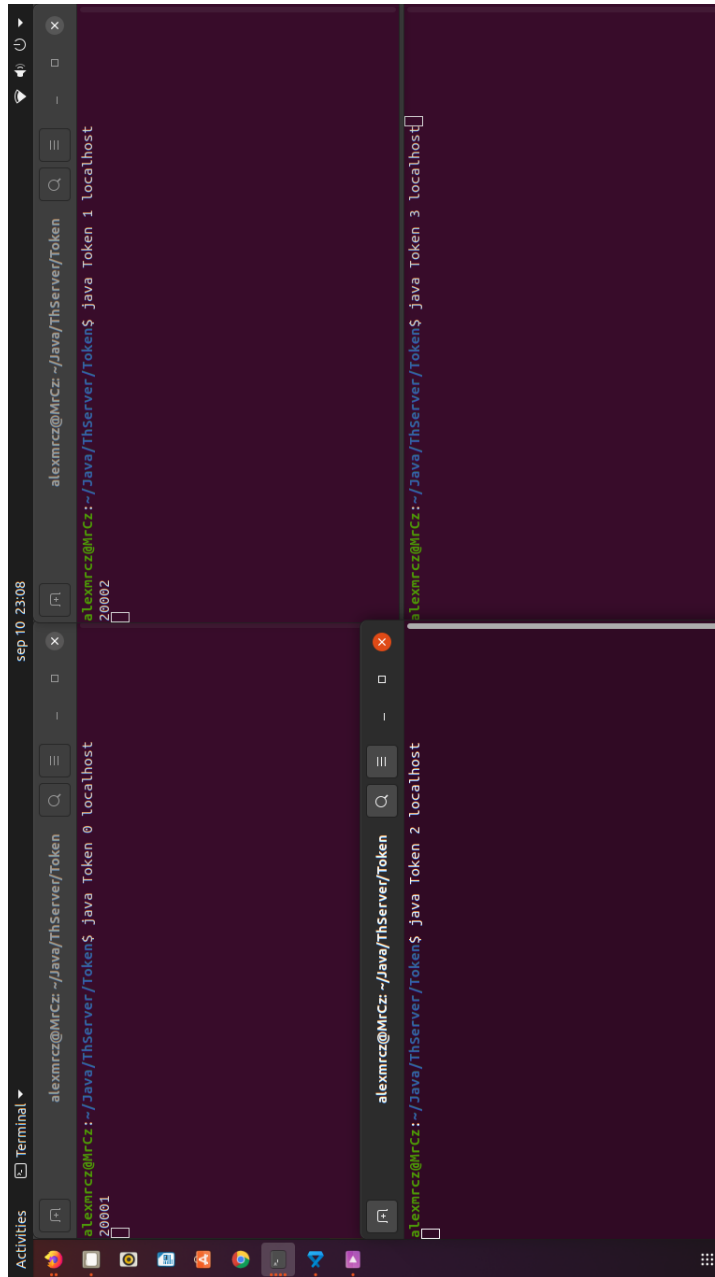 Activities
Terminal
sep 10 23:08
alexmrcz@MrCz: ~/Java/ThServer/Token
alexmrcz@MrCz:~/Java/ThServer/Token$ java Token 0 localhost
20001
alexmrcz@MrCz: ~/Java/ThServer/Token
alexmrcz@MrCz:~/Java/ThServer/Token$ java Token 1 localhost
20002
alexmrcz@MrCz: ~/Java/ThServer/Token
alexmrcz@MrCz:~/Java/ThServer/Token$ java Token 2 localhost
alexmrcz@MrCz:~/Java/ThServer/Token$ java Token 3 localhost